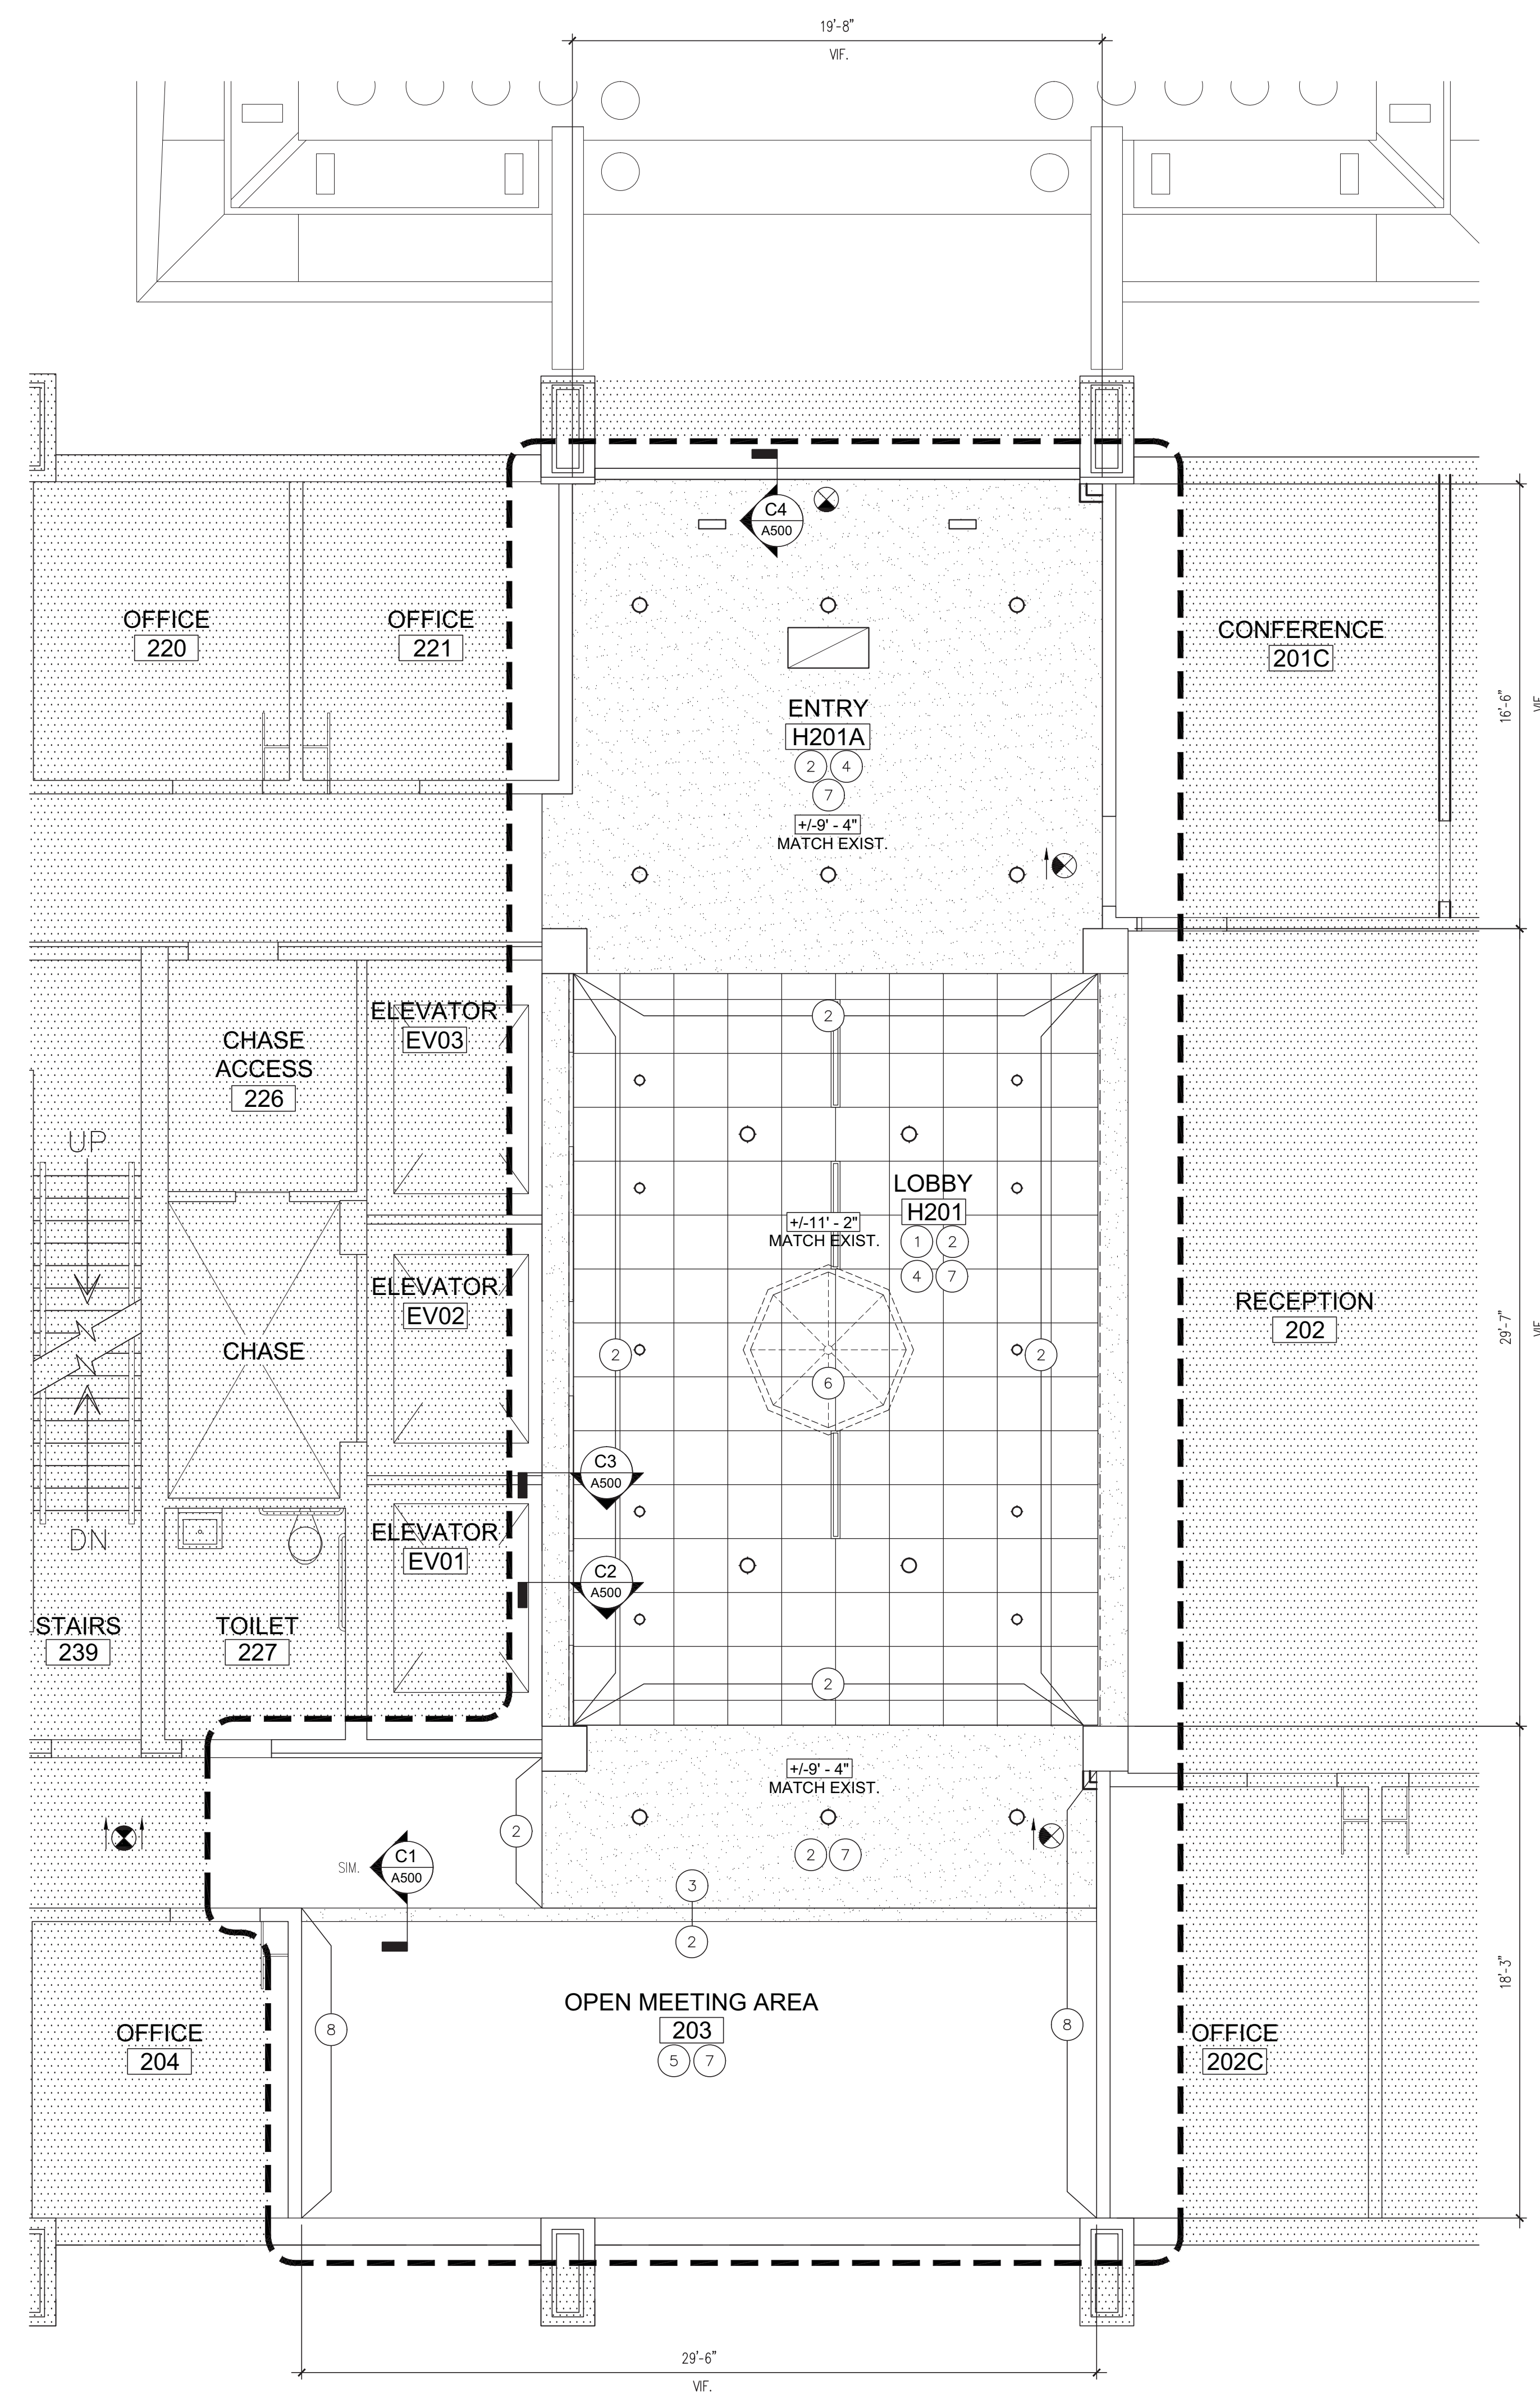 19'-8"
VIF.
C4
A500
OFFICE
220
OFFICE
221
CONFERENCE
201C
16'-6"
VIF.
ENTRY
H201A
2 4
7
+/-9' - 4"
MATCH EXIST.
ELEVATOR
EV03
CHASE
ACCESS
226
2
UP
LOBBY
H201
+/-11' - 2"
MATCH EXIST.
1 2
4 7
ELEVATOR
EV02
CHASE
RECEPTION
202
29'-7"
VIF.
2
2
6
C3
A500
ELEVATOR
EV01
DN
C2
A500
STAIRS
239
TOILET
227
2
+/-9' - 4"
MATCH EXIST.
2
2 7
SIM.
C1
A500
3
2
18'-3"
OPEN MEETING AREA
203
5 7
8
8
OFFICE
204
OFFICE
202C
29'-6"
VIF.